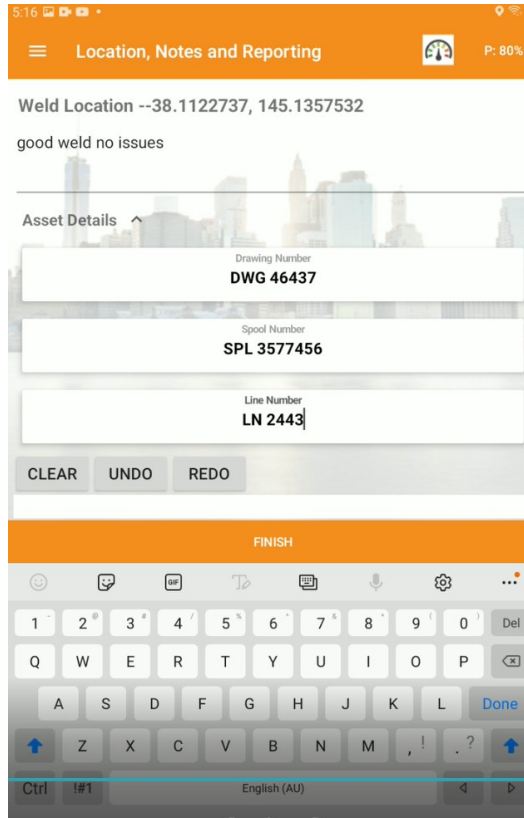 5:16
Location, Notes and Reporting
P: 80%
Weld Location --38.1122737, 145.1357532
good weld no issues
Asset Details
Drawing Number
DWG 46437
Spool Number
SPL 3577456
Line Number
LN 2443
CLEAR UNDO REDO
FINISH
GIF
1 - 2 @ 3 # 4 / 5 % 6 ^ 7 & 8 * 9 ( 0 ) Del
Q W E R T Y U I O P
A S D F G H J K L Done
Z X C V B N M , ! . ?
Ctrl !#1 English (AU)